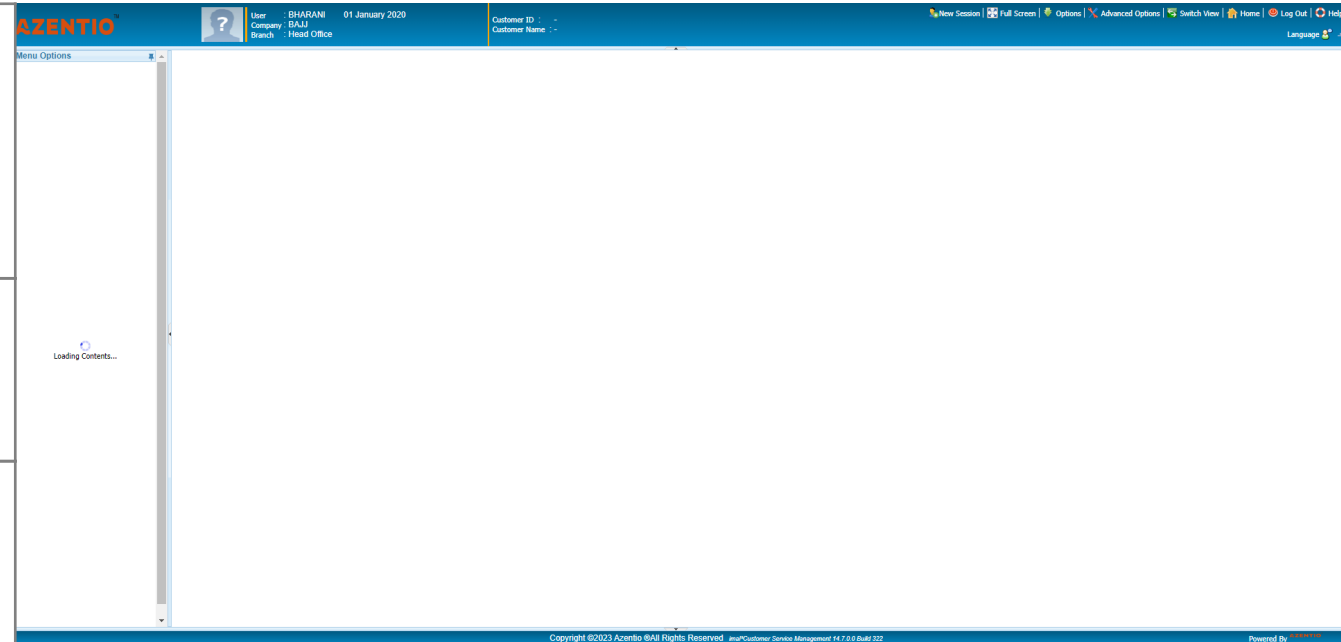 AZENTIO™
User : BHARANI 01 January 2020
Company : BAJJ
Branch : Head Office
Customer ID : -
Customer Name : -
New Session | Full Screen | Options | Advanced Options | Switch View | Home | Log Out | Help
Language
Menu Options
?
Loading Contents...
Copyright ©2023 Azentio ®All Rights Reserved imal®Customer Service Management 14.7.0.0 Build 322
Powered By AZENTIO